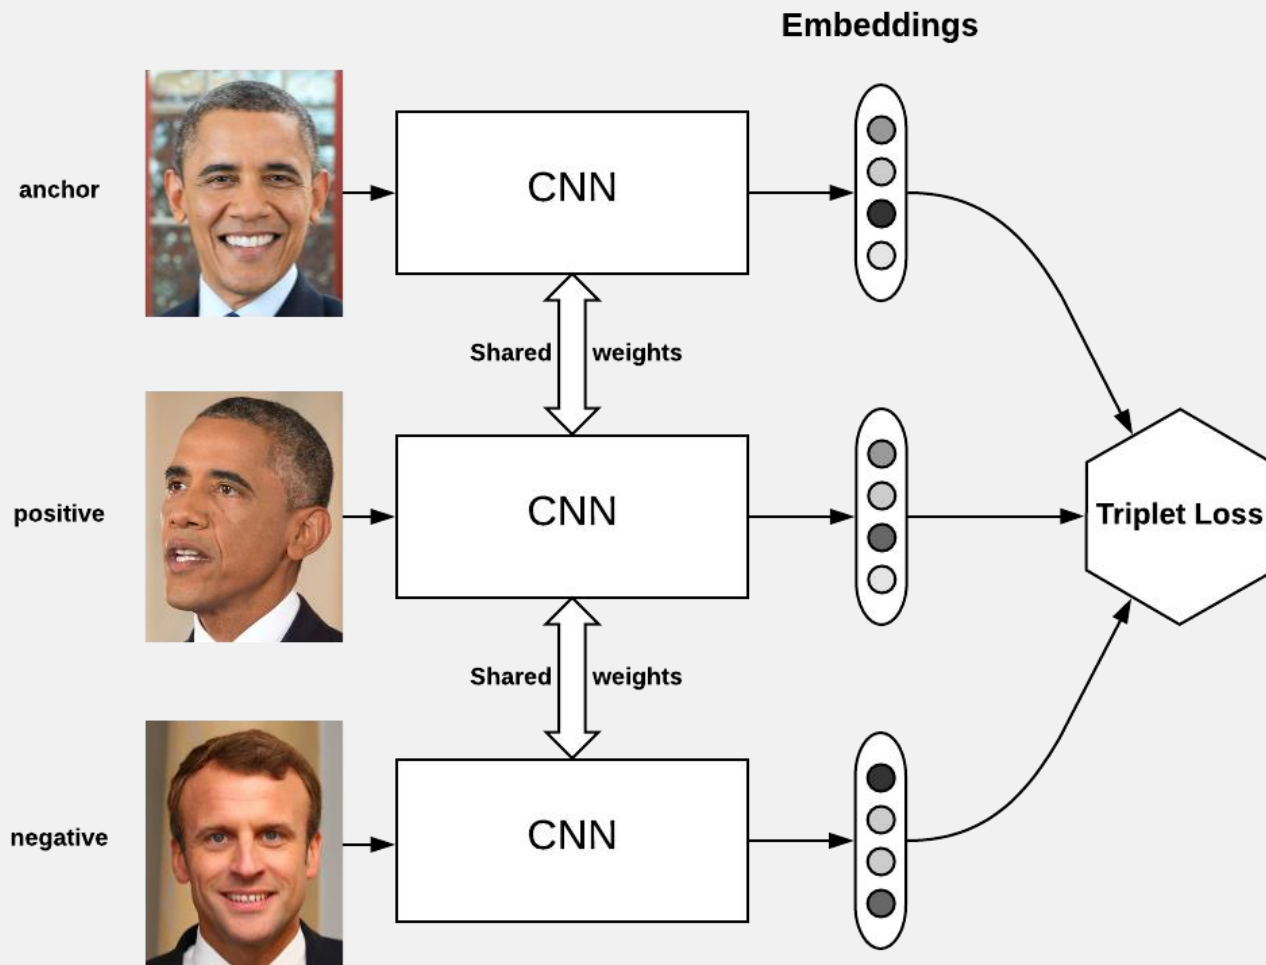 Embeddings
anchor
CNN
Shared weights
positive
CNN
Triplet Loss
Shared weights
negative
CNN